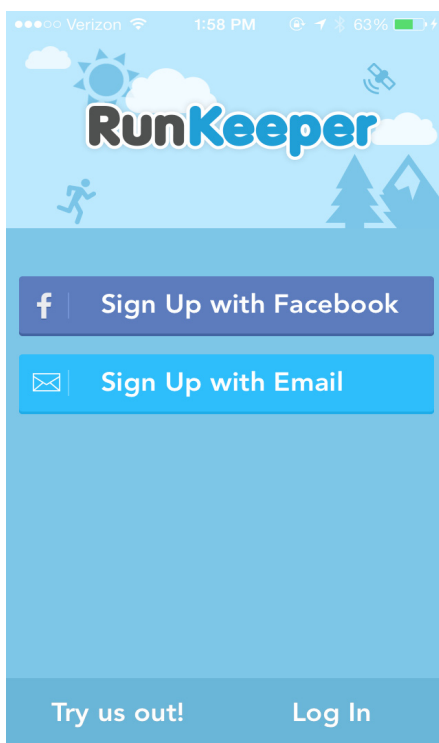 Verizon 1:58 PM 63%
RunKeeper
f Sign Up with Facebook
Sign Up with Email
Try us out! Log In